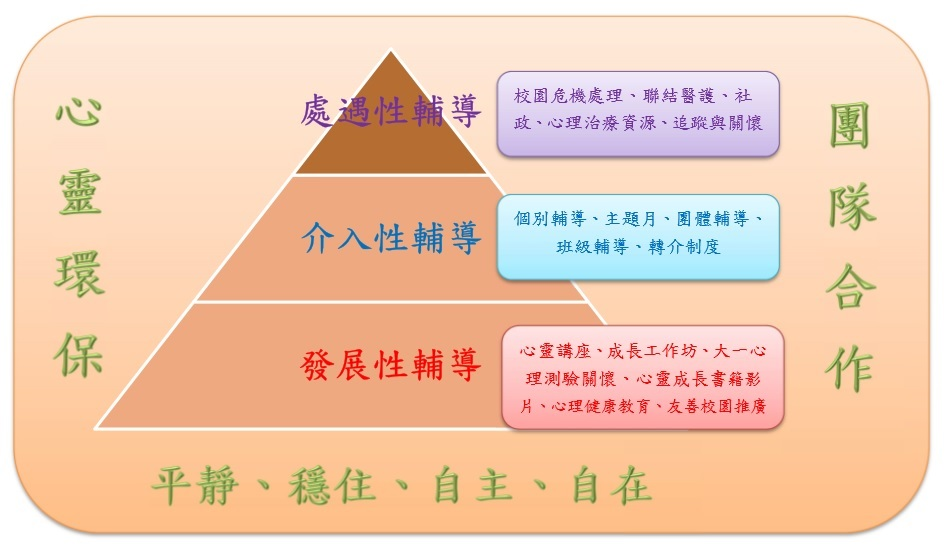 心靈環保
處遇性輔導
校園危機處理、聯結醫護、社
政、心理治療資源、追蹤與關懷
介入性輔導
個別輔導、主題月、團體輔導、
班級輔導、轉介制度
發展性輔導
心靈講座、成長工作坊、大一心
理測驗關懷、心靈成長書籍影
片、心理健康教育、友善校園推廣
團隊合作
平靜、穩住、自主、自在